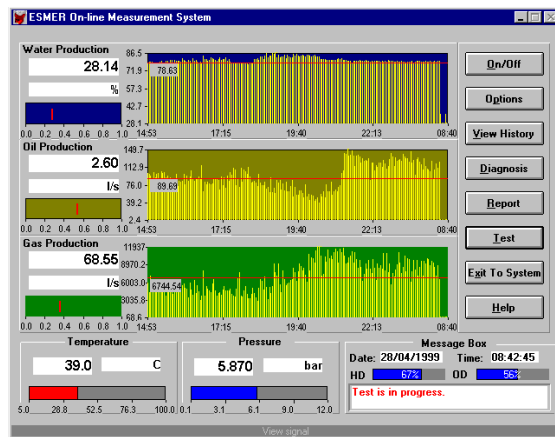 ESMER On-line Measurement System
Water Production
28.14
%
0.0 0.2 0.4 0.6 0.8 1.0
86.5
71.9
57.3
42.7
28.1
78.63
14:53 17:15 19:40 22:13 08:40
Oil Production
2.60
l/s
0.0 0.2 0.4 0.6 0.8 1.0
149.7
112.9
76.0
39.2
2.4
89.69
14:53 17:15 19:40 22:13 08:40
Gas Production
68.55
l/s
0.0 0.2 0.4 0.6 0.8 1.0
11937
8970.2
6003.0
3035.8
68.6
6744.54
14:53 17:15 19:40 22:13 08:40
On/Off
Options
View History
Diagnosis
Report
Test
Exit To System
Help
Temperature
39.0 C
5.0 28.8 52.5 76.3 100.0
Pressure
5.870 bar
0.1 3.1 6.1 9.0 12.0
Message Box
Date: 28/04/1999 Time: 08:42:45
HD 67% OD 56%
Test is in progress.
View signal